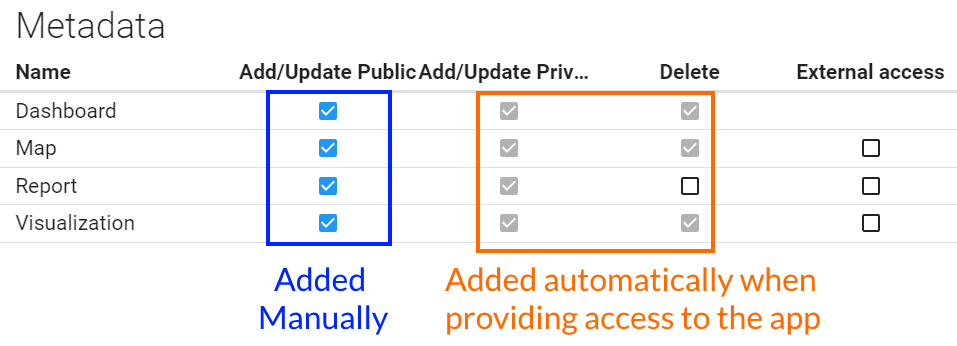 Metadata
Name Add/Update Public Add/Update Priv... Delete External access
Dashboard
Map
Report
Visualization
Added Manually
Added automatically when
providing access to the app